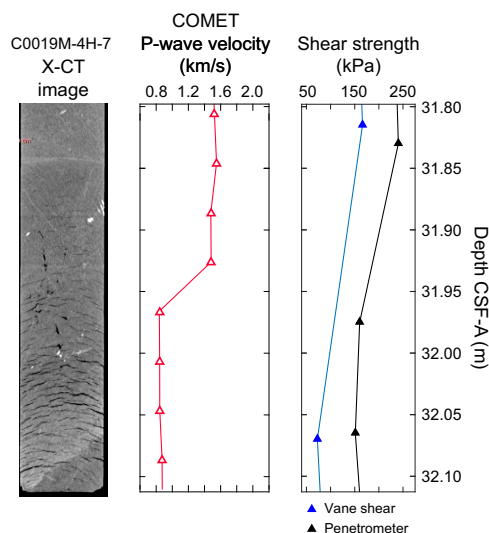 C0019M-4H-7
X-CT
image
COMET
P-wave velocity
(km/s)
0.8 1.2 1.6 2.0
Shear strength
(kPa)
50 150 250
31.80
31.85
31.90
31.95
32.00
32.05
32.10
Depth CSF-A (m)
Vane shear
Penetrometer